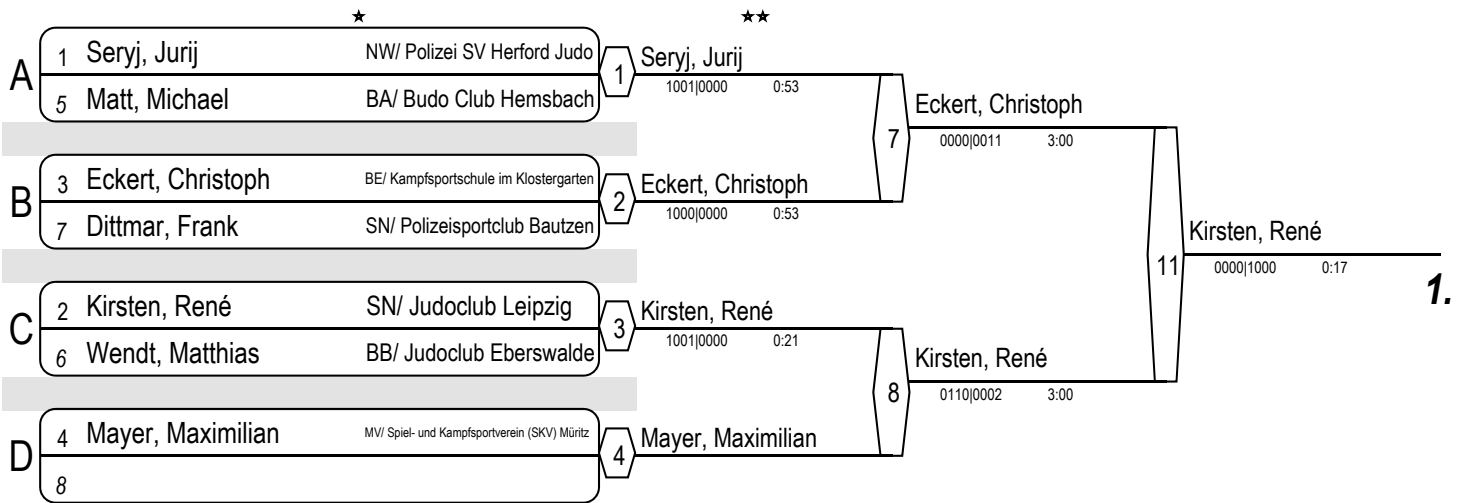 ★ ★★
A
1 Seryj, Jurij NW/ Polizei SV Herford Judo
5 Matt, Michael BA/ Budo Club Hemsbach
1
Seryj, Jurij
1001|0000 0:53
B
3 Eckert, Christoph BE/ Kampfsportschule im Klostergarten
7 Dittmar, Frank SN/ Polizeisportclub Bautzen
2
Eckert, Christoph
1000|0000 0:53
7
Eckert, Christoph
0000|0011 3:00
C
2 Kirsten, René SN/ Judoclub Leipzig
6 Wendt, Matthias BB/ Judoclub Eberswalde
3
Kirsten, René
1001|0000 0:21
D
4 Mayer, Maximilian MV/ Spiel- und Kampfsportverein (SKV) Müritz
8
4
Mayer, Maximilian
8
Kirsten, René
0110|0002 3:00
11
Kirsten, René
0000|1000 0:17
1.